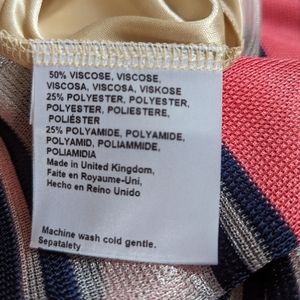 50% VISCOSE, VISCOSE,
VISCOSA, VISCOSA, VISKOSE
25% POLYESTER, POLYESTER,
POLYESTER, POLIESTERE,
POLIÉSTER
25% POLYAMIDE, POLYAMIDE,
POLYAMID, POLIAMMIDE,
POLIAMIDIA
Made in United Kingdom,
Faite en Royaume-Uni,
Hecho en Reino Unido
Machine wash cold gentle.
Sepatalety